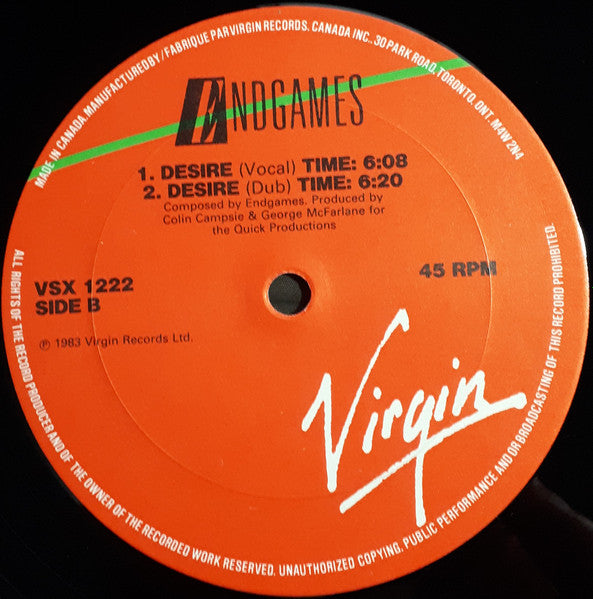 MADE IN CANADA. MANUFACTURED BY / FABRIQUE PAR VIRGIN RECORDS. CANADA INC., 30 PARK ROAD, TORONTO, ONT. M4W 2N4
ENDGAMES
1. DESIRE (Vocal) TIME: 6:08
2. DESIRE (Dub) TIME: 6:20
Composed by Endgames. Produced by
Colin Campsie & George McFarlane for
the Quick Productions
VSX 1222
SIDE B
45 RPM
℗ 1983 Virgin Records Ltd.
Virgin
ALL RIGHTS OF THE RECORD PRODUCER AND OF THE OWNER OF THE RECORDED WORK RESERVED. UNAUTHORIZED COPYING, PUBLIC PERFORMANCE AND OR BROADCASTING OF THIS RECORD PROHIBITED.